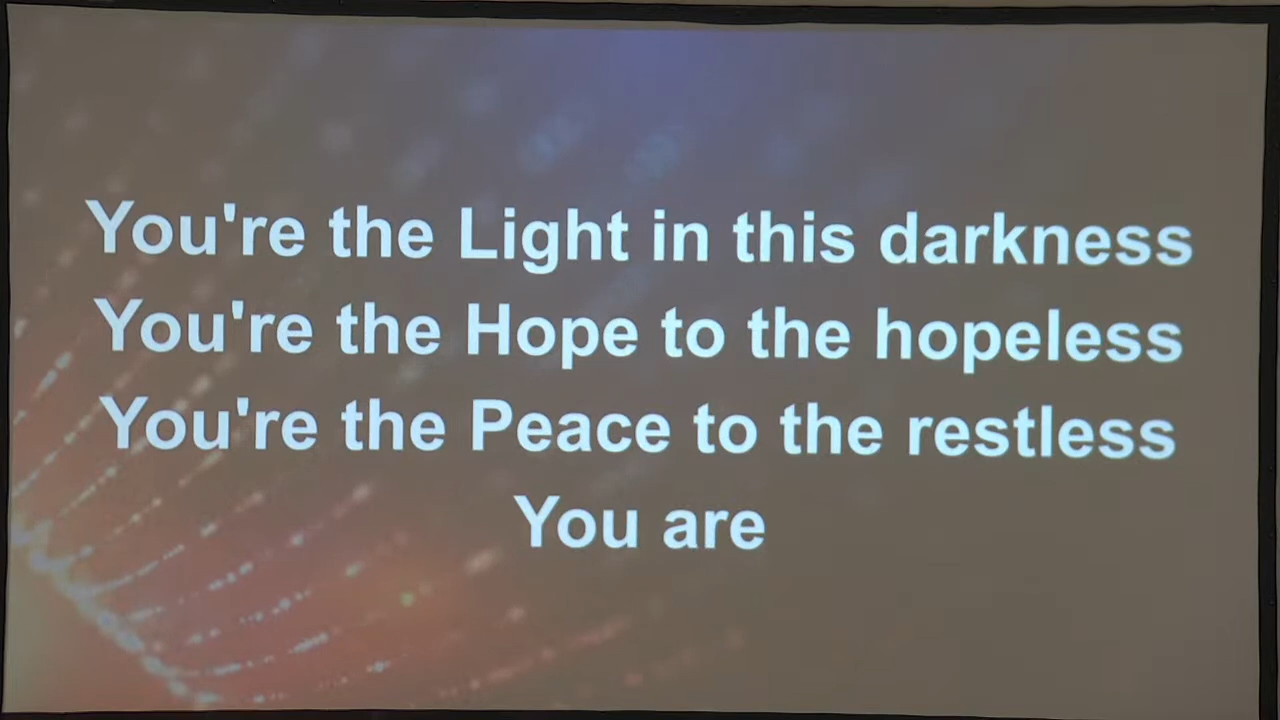 You're the Light in this darkness
You're the Hope to the hopeless
You're the Peace to the restless
You are